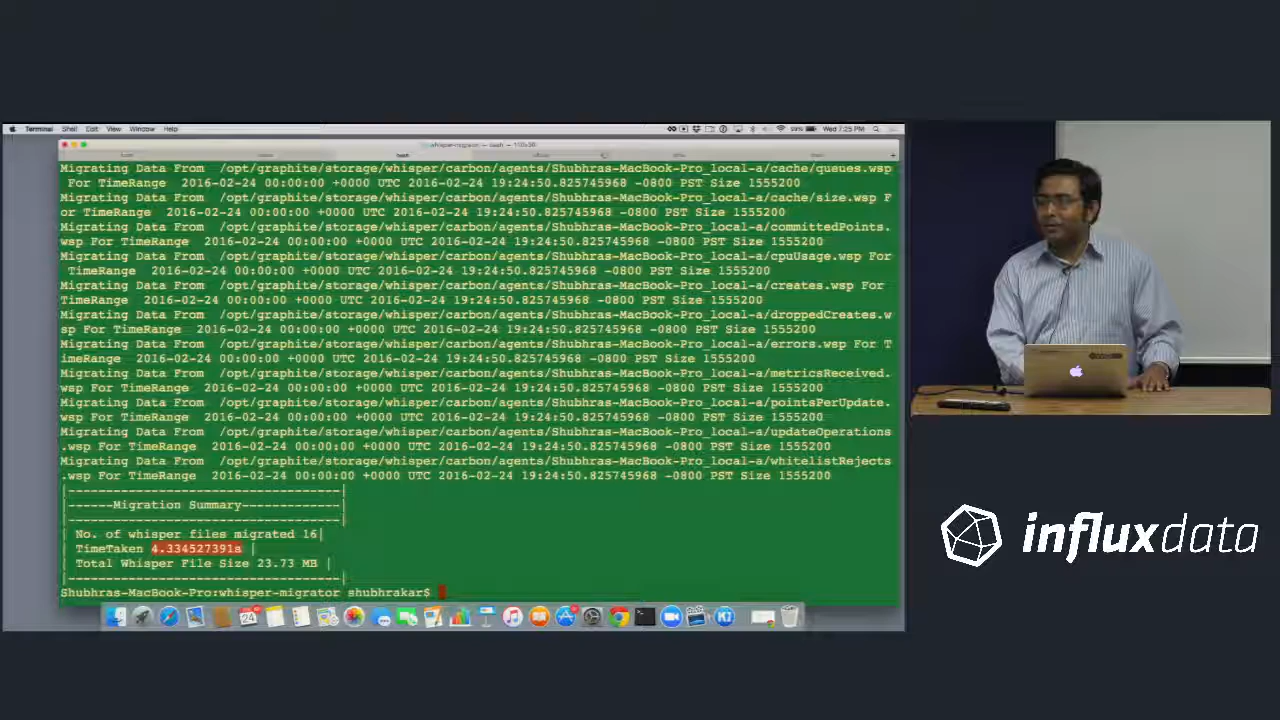 Terminal Shell Edit View Window Help
Wed 7:25 PM
whisper-migrator — bash — 110x38
bash
Migrating Data From /opt/graphite/storage/whisper/carbon/agents/Shubhras-MacBook-Pro_local-a/cache/queues.wsp
For TimeRange 2016-02-24 00:00:00 +0000 UTC 2016-02-24 19:24:50.825745968 -0800 PST Size 1555200
Migrating Data From /opt/graphite/storage/whisper/carbon/agents/Shubhras-MacBook-Pro_local-a/cache/size.wsp F
or TimeRange 2016-02-24 00:00:00 +0000 UTC 2016-02-24 19:24:50.825745968 -0800 PST Size 1555200
Migrating Data From /opt/graphite/storage/whisper/carbon/agents/Shubhras-MacBook-Pro_local-a/committedPoints.
wsp For TimeRange 2016-02-24 00:00:00 +0000 UTC 2016-02-24 19:24:50.825745968 -0800 PST Size 1555200
Migrating Data From /opt/graphite/storage/whisper/carbon/agents/Shubhras-MacBook-Pro_local-a/cpuUsage.wsp For
TimeRange 2016-02-24 00:00:00 +0000 UTC 2016-02-24 19:24:50.825745968 -0800 PST Size 1555200
Migrating Data From /opt/graphite/storage/whisper/carbon/agents/Shubhras-MacBook-Pro_local-a/creates.wsp For
TimeRange 2016-02-24 00:00:00 +0000 UTC 2016-02-24 19:24:50.825745968 -0800 PST Size 1555200
Migrating Data From /opt/graphite/storage/whisper/carbon/agents/Shubhras-MacBook-Pro_local-a/droppedCreates.w
sp For TimeRange 2016-02-24 00:00:00 +0000 UTC 2016-02-24 19:24:50.825745968 -0800 PST Size 1555200
Migrating Data From /opt/graphite/storage/whisper/carbon/agents/Shubhras-MacBook-Pro_local-a/errors.wsp For T
imeRange 2016-02-24 00:00:00 +0000 UTC 2016-02-24 19:24:50.825745968 -0800 PST Size 1555200
Migrating Data From /opt/graphite/storage/whisper/carbon/agents/Shubhras-MacBook-Pro_local-a/metricsReceived.
wsp For TimeRange 2016-02-24 00:00:00 +0000 UTC 2016-02-24 19:24:50.825745968 -0800 PST Size 1555200
Migrating Data From /opt/graphite/storage/whisper/carbon/agents/Shubhras-MacBook-Pro_local-a/pointsPerUpdate.
wsp For TimeRange 2016-02-24 00:00:00 +0000 UTC 2016-02-24 19:24:50.825745968 -0800 PST Size 1555200
Migrating Data From /opt/graphite/storage/whisper/carbon/agents/Shubhras-MacBook-Pro_local-a/updateOperations
.wsp For TimeRange 2016-02-24 00:00:00 +0000 UTC 2016-02-24 19:24:50.825745968 -0800 PST Size 1555200
Migrating Data From /opt/graphite/storage/whisper/carbon/agents/Shubhras-MacBook-Pro_local-a/whitelistRejects
.wsp For TimeRange 2016-02-24 00:00:00 +0000 UTC 2016-02-24 19:24:50.825745968 -0800 PST Size 1555200
|-------------------------------------|
|------Migration Summary-------------|
|-------------------------------------|
| No. of whisper files migrated 16|
| TimeTaken 4.334527391s |
| Total Whisper File Size 23.73 MB |
|-------------------------------------|
Shubhras-MacBook-Pro:whisper-migrator shubhrakar$
influxdata